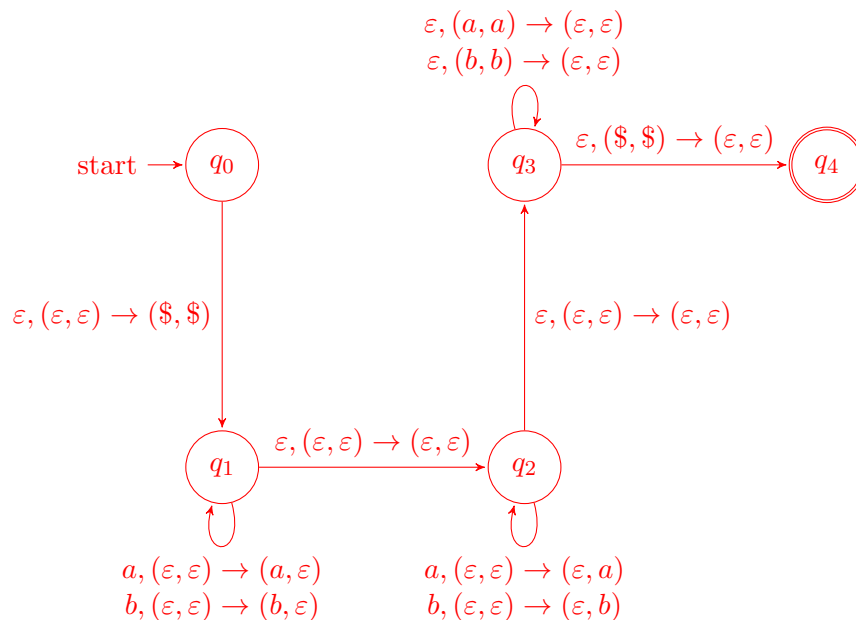 ε, (a, a) → (ε, ε)
ε, (b, b) → (ε, ε)
start
q₀
q₃
ε, ($, $) → (ε, ε)
q₄
ε, (ε, ε) → ($, $)
ε, (ε, ε) → (ε, ε)
q₁
ε, (ε, ε) → (ε, ε)
q₂
a, (ε, ε) → (a, ε)
b, (ε, ε) → (b, ε)
a, (ε, ε) → (ε, a)
b, (ε, ε) → (ε, b)